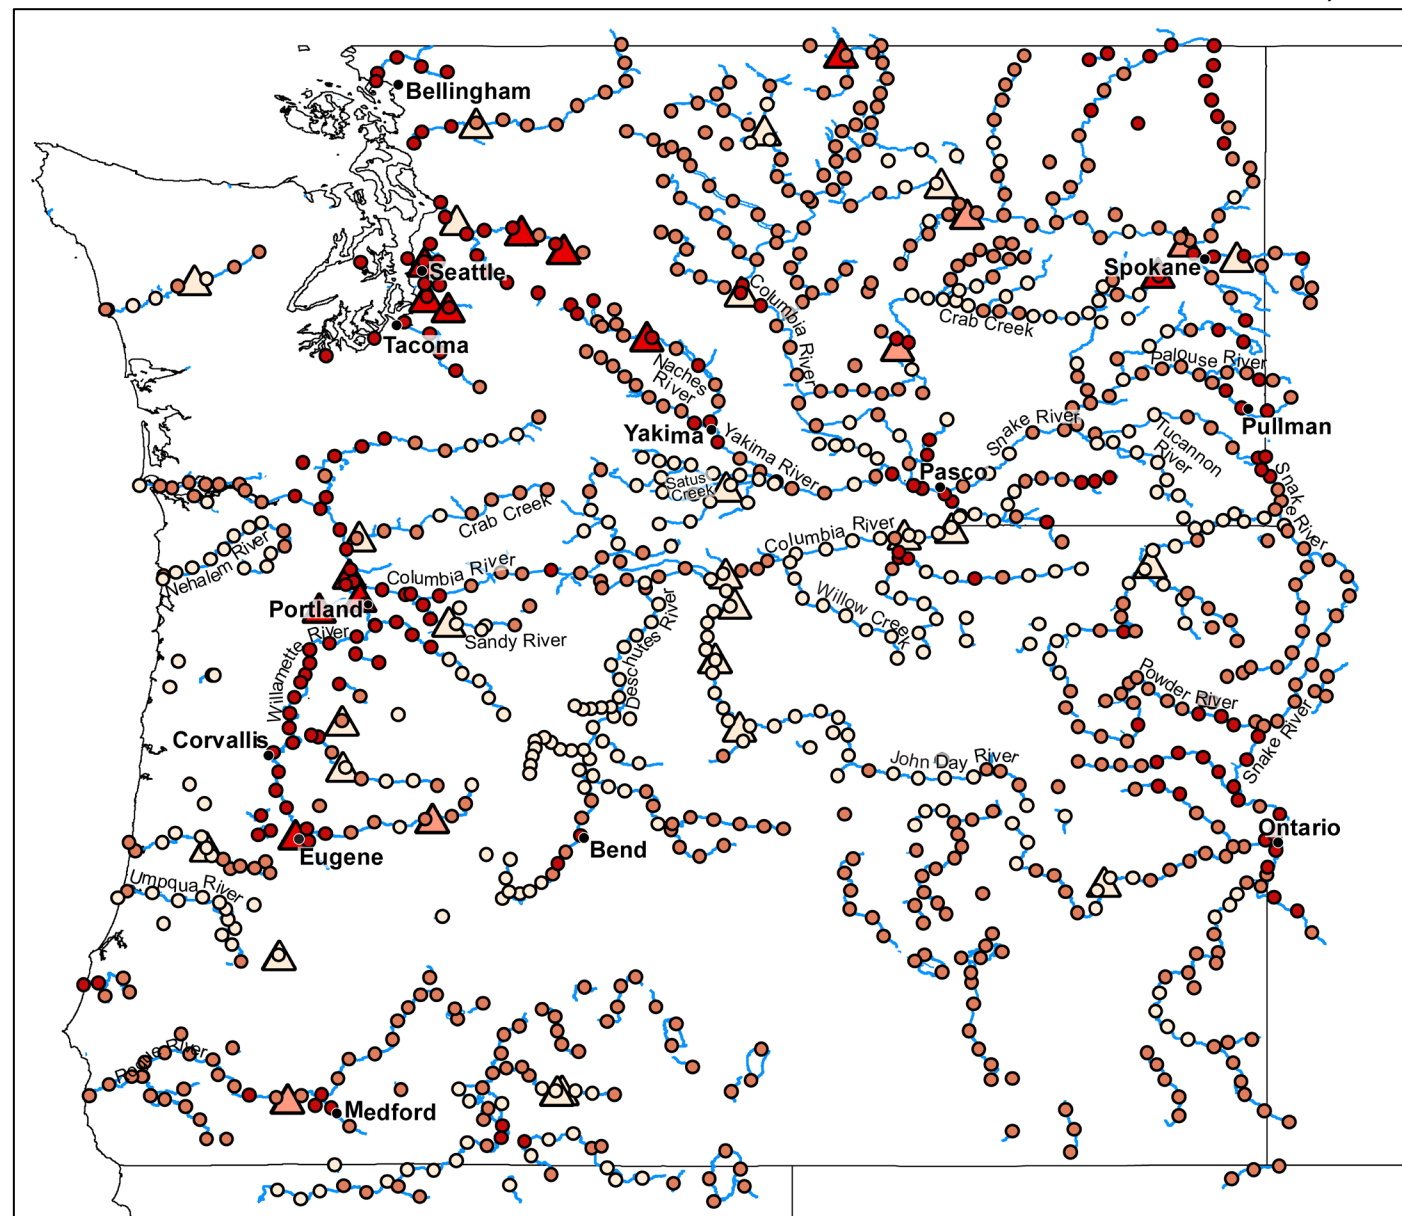 Bellingham
Seattle
Spokane
Columbia River
Crab Creek
Tacoma
Palouse River
Naches
River
Snake River
Pullman
Yakima
Yakima River
Tucannon
River
Pasco
Satus
Creek
Snake River
Crab Creek
Columbia River
Nehalem River
Columbia River
Willow Creek
Portland
Sandy River
Deschutes River
Willamette River
Powder River
Snake River
Corvallis
John Day River
Ontario
Bend
Eugene
Umpqua River
Rogue River
Medford